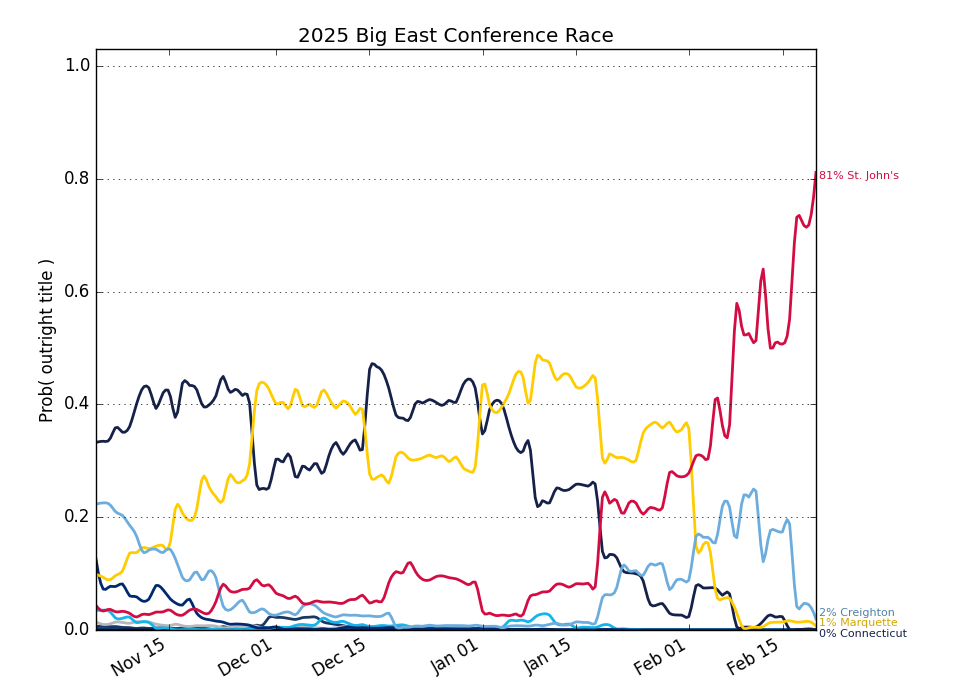 2025 Big East Conference Race
1.0
0.8
0.6
0.4
0.2
0.0
Prob( outright title )
81% St. John's
2% Creighton
1% Marquette
0% Connecticut
Nov 15
Dec 01
Dec 15
Jan 01
Jan 15
Feb 01
Feb 15